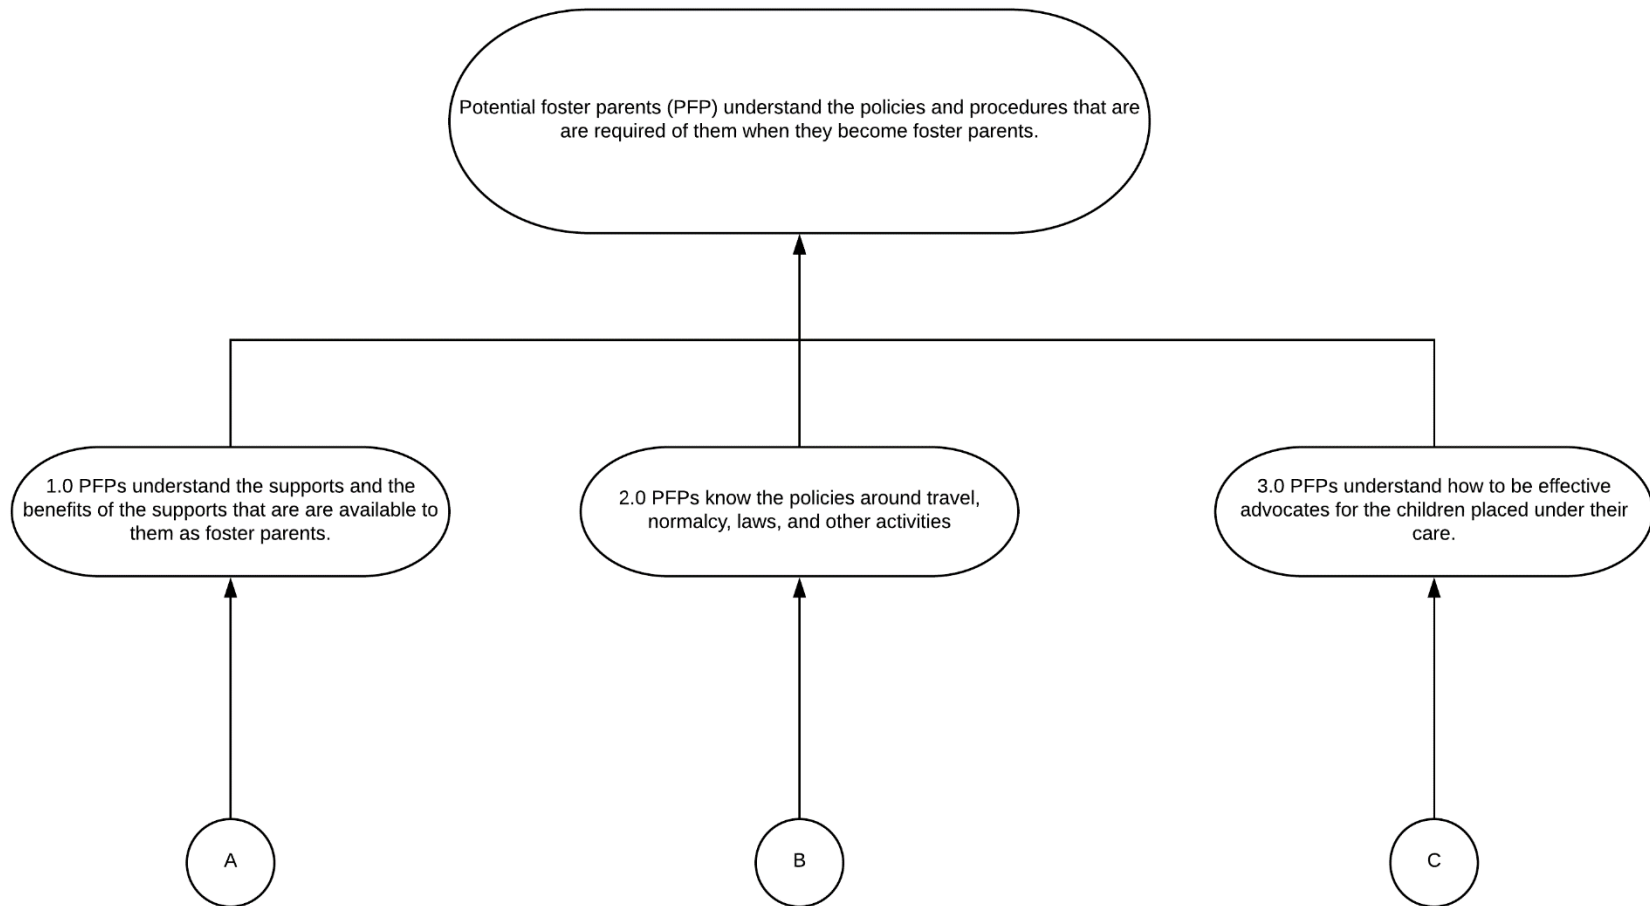 Potential foster parents (PFP) understand the policies and procedures that are
are required of them when they become foster parents.
1.0 PFPs understand the supports and the
benefits of the supports that are are available to
them as foster parents.
2.0 PFPs know the policies around travel,
normalcy, laws, and other activities
3.0 PFPs understand how to be effective
advocates for the children placed under their
care.
A
B
C